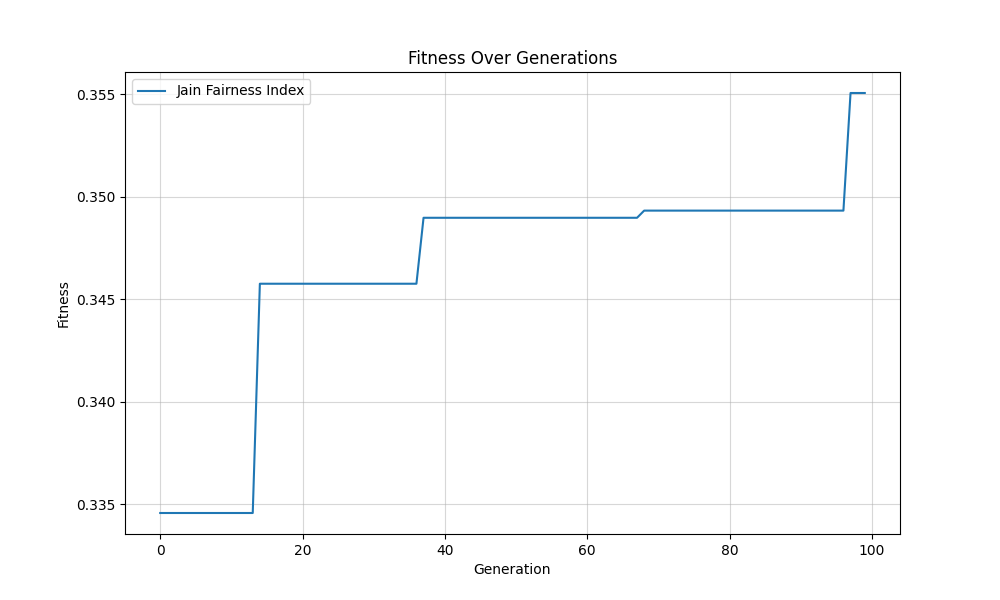 Fitness Over Generations
Jain Fairness Index
0.355
0.350
0.345
0.340
0.335
Fitness
0 20 40 60 80 100
Generation